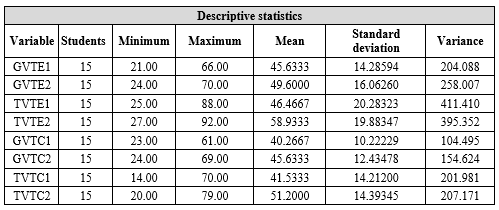 Descriptive statistics
Variable Students Minimum Maximum Mean Standard deviation Variance
GVTE1 15 21.00 66.00 45.6333 14.28594 204.088
GVTE2 15 24.00 70.00 49.6000 16.06260 258.007
TVTE1 15 25.00 88.00 46.4667 20.28323 411.410
TVTE2 15 27.00 92.00 58.9333 19.88347 395.352
GVTC1 15 23.00 61.00 40.2667 10.22229 104.495
GVTC2 15 24.00 69.00 45.6333 12.43478 154.624
TVTC1 15 14.00 70.00 41.5333 14.21200 201.981
TVTC2 15 20.00 79.00 51.2000 14.39345 207.171